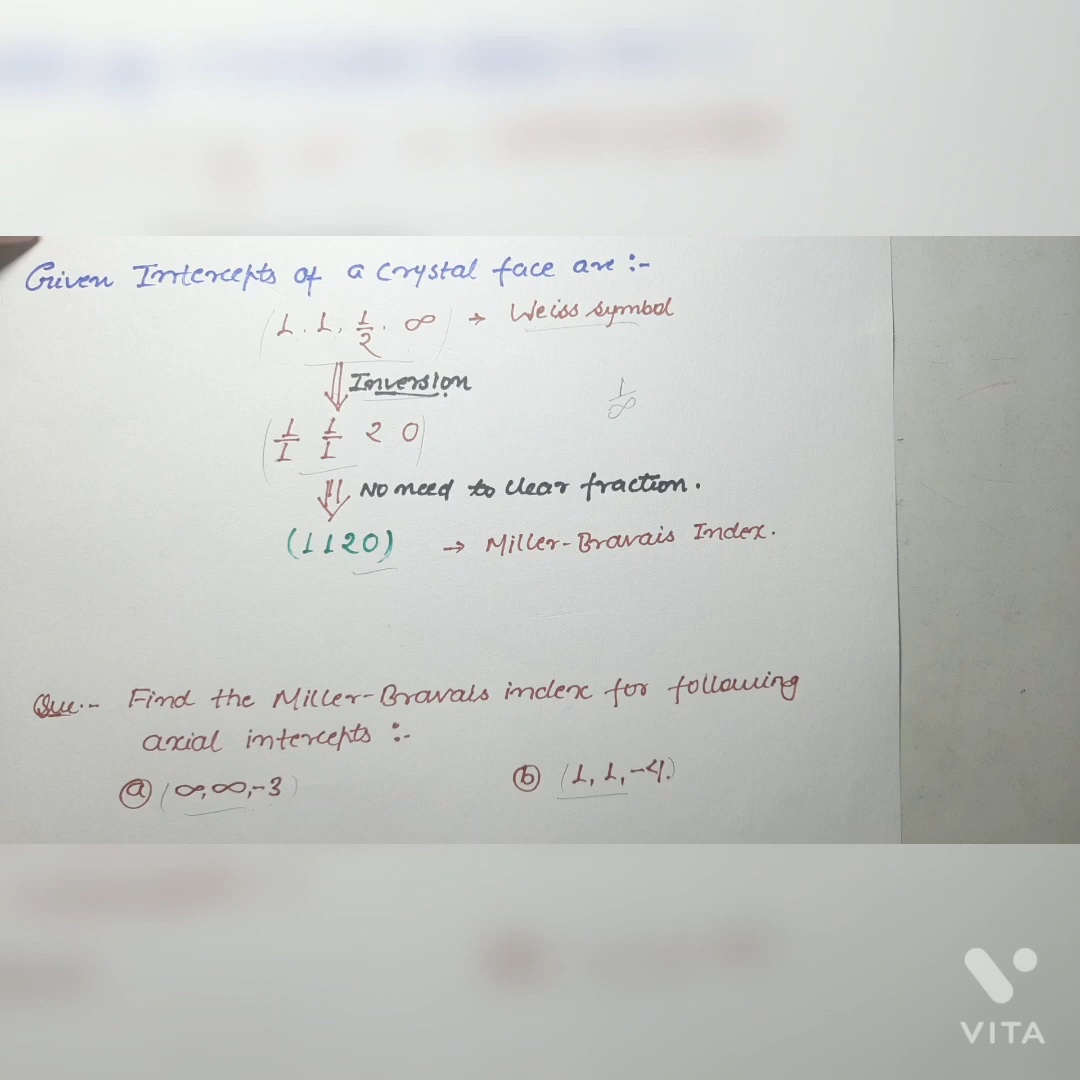 Given Intercepts of a crystal face are :-
1, 1, 1/2, ∞ → Weiss symbol
⇓ Inversion
1/∞
( 1/1 1/1 2 0 )
⇓ No need to clear fraction.
(1120) → Miller-Bravais Index.
Que:- Find the Miller-Bravais index for following
axial intercepts :-
ⓐ (∞,∞,-3) ⓑ (1, 1, -4.)
VITA